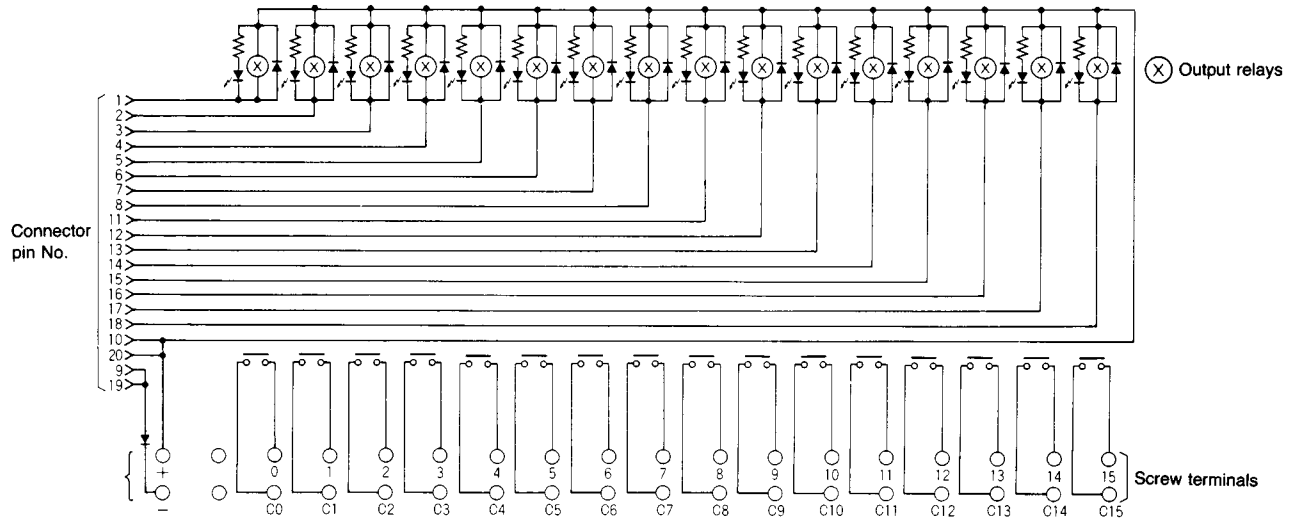 X X X X X X X X X X X X X X X X
X Output relays
1
2
3
4
5
6
7
8
11
12
13
14
15
16
17
18
10
20
9
19
Connector
pin No.
+ 0 1 2 3 4 5 6 7 8 9 10 11 12 13 14 15
Screw terminals
− C0 C1 C2 C3 C4 C5 C6 C7 C8 C9 C10 C11 C12 C13 C14 C15